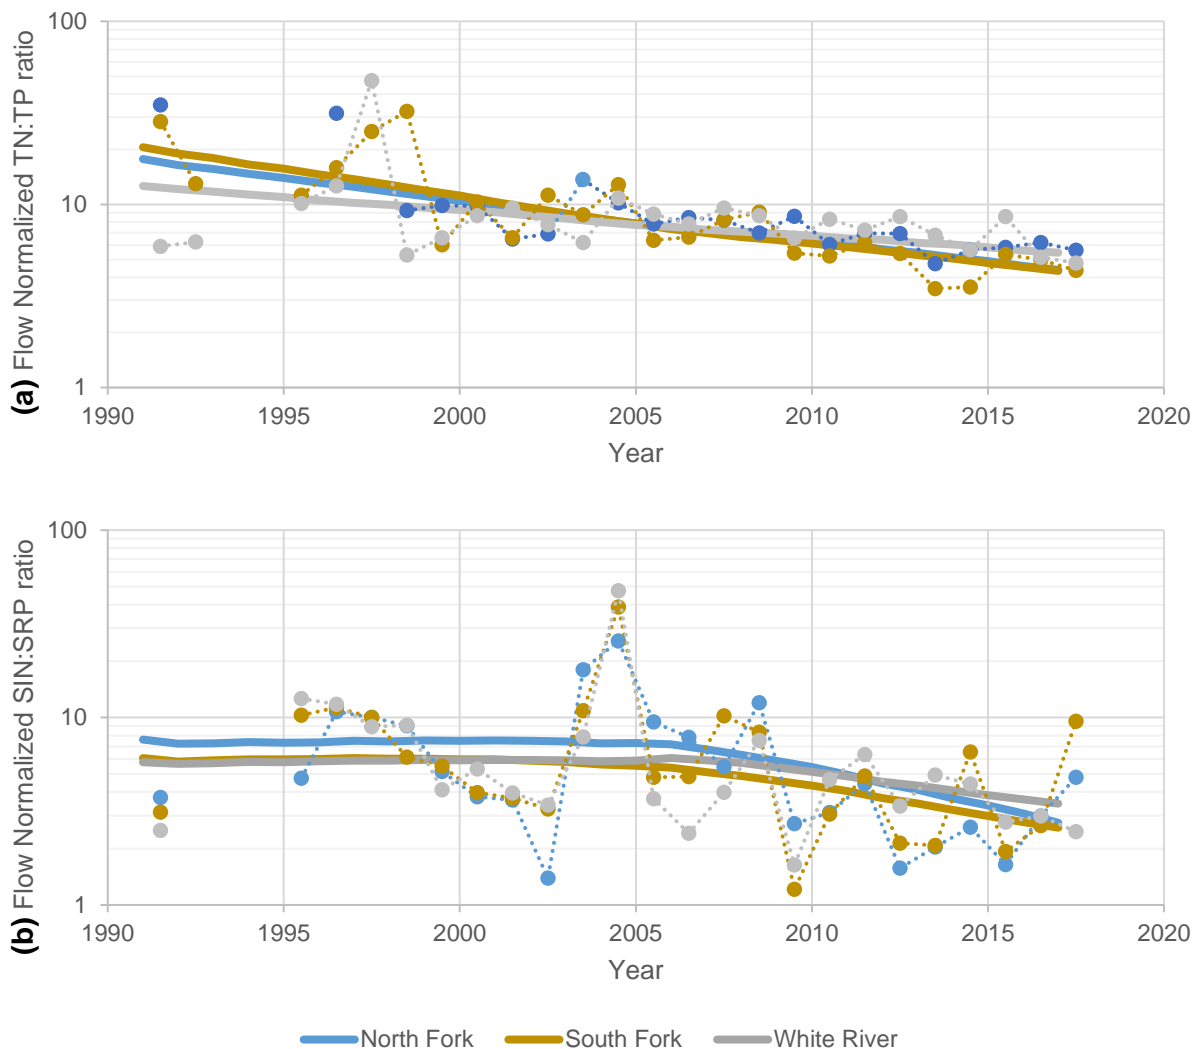 100
10
1
(a) Flow Normalized TN:TP ratio
1990 1995 2000 2005 2010 2015 2020
Year
100
10
1
(b) Flow Normalized SIN:SRP ratio
1990 1995 2000 2005 2010 2015 2020
Year
North Fork South Fork White River